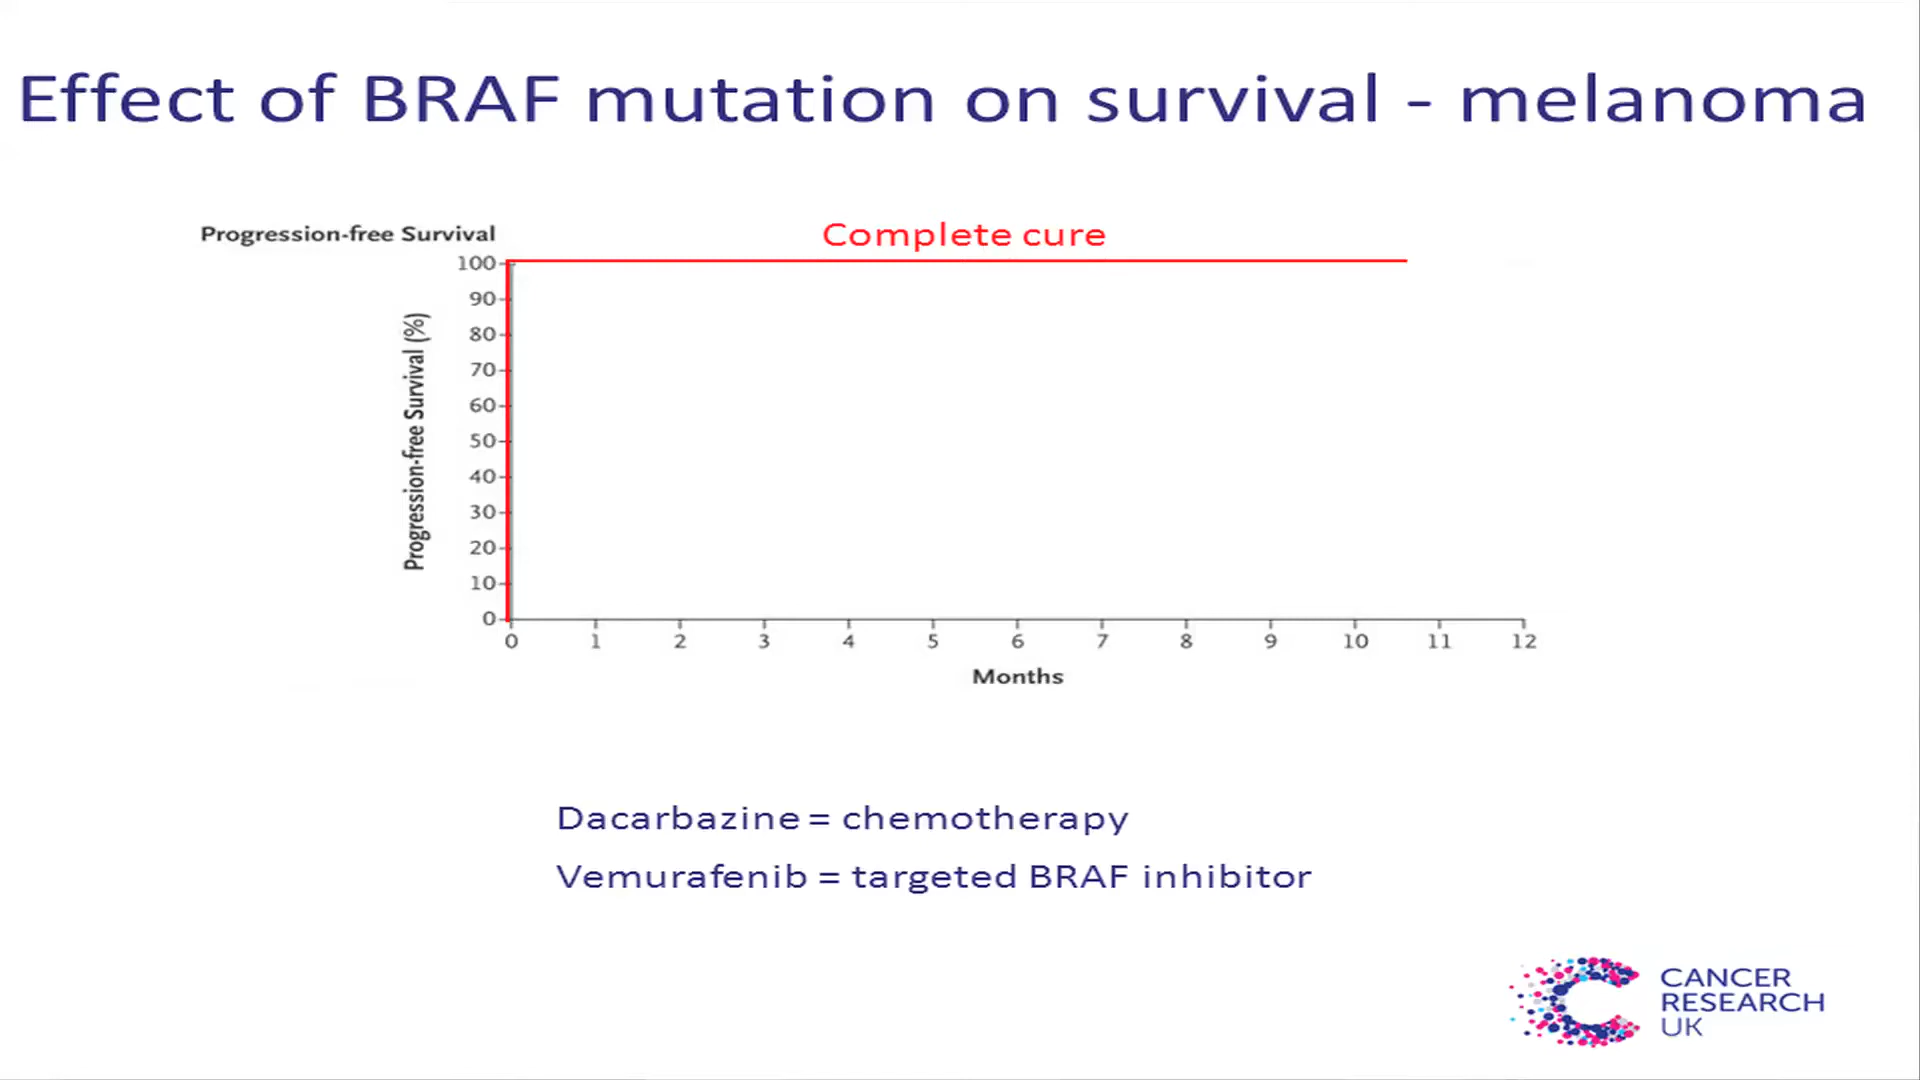 Effect of BRAF mutation on survival - melanoma
Progression-free Survival
Complete cure
Progression-free Survival (%)
100
90
80
70
60
50
40
30
20
10
0
0 1 2 3 4 5 6 7 8 9 10 11 12
Months
Dacarbazine = chemotherapy
Vemurafenib = targeted BRAF inhibitor
CANCER
RESEARCH
UK